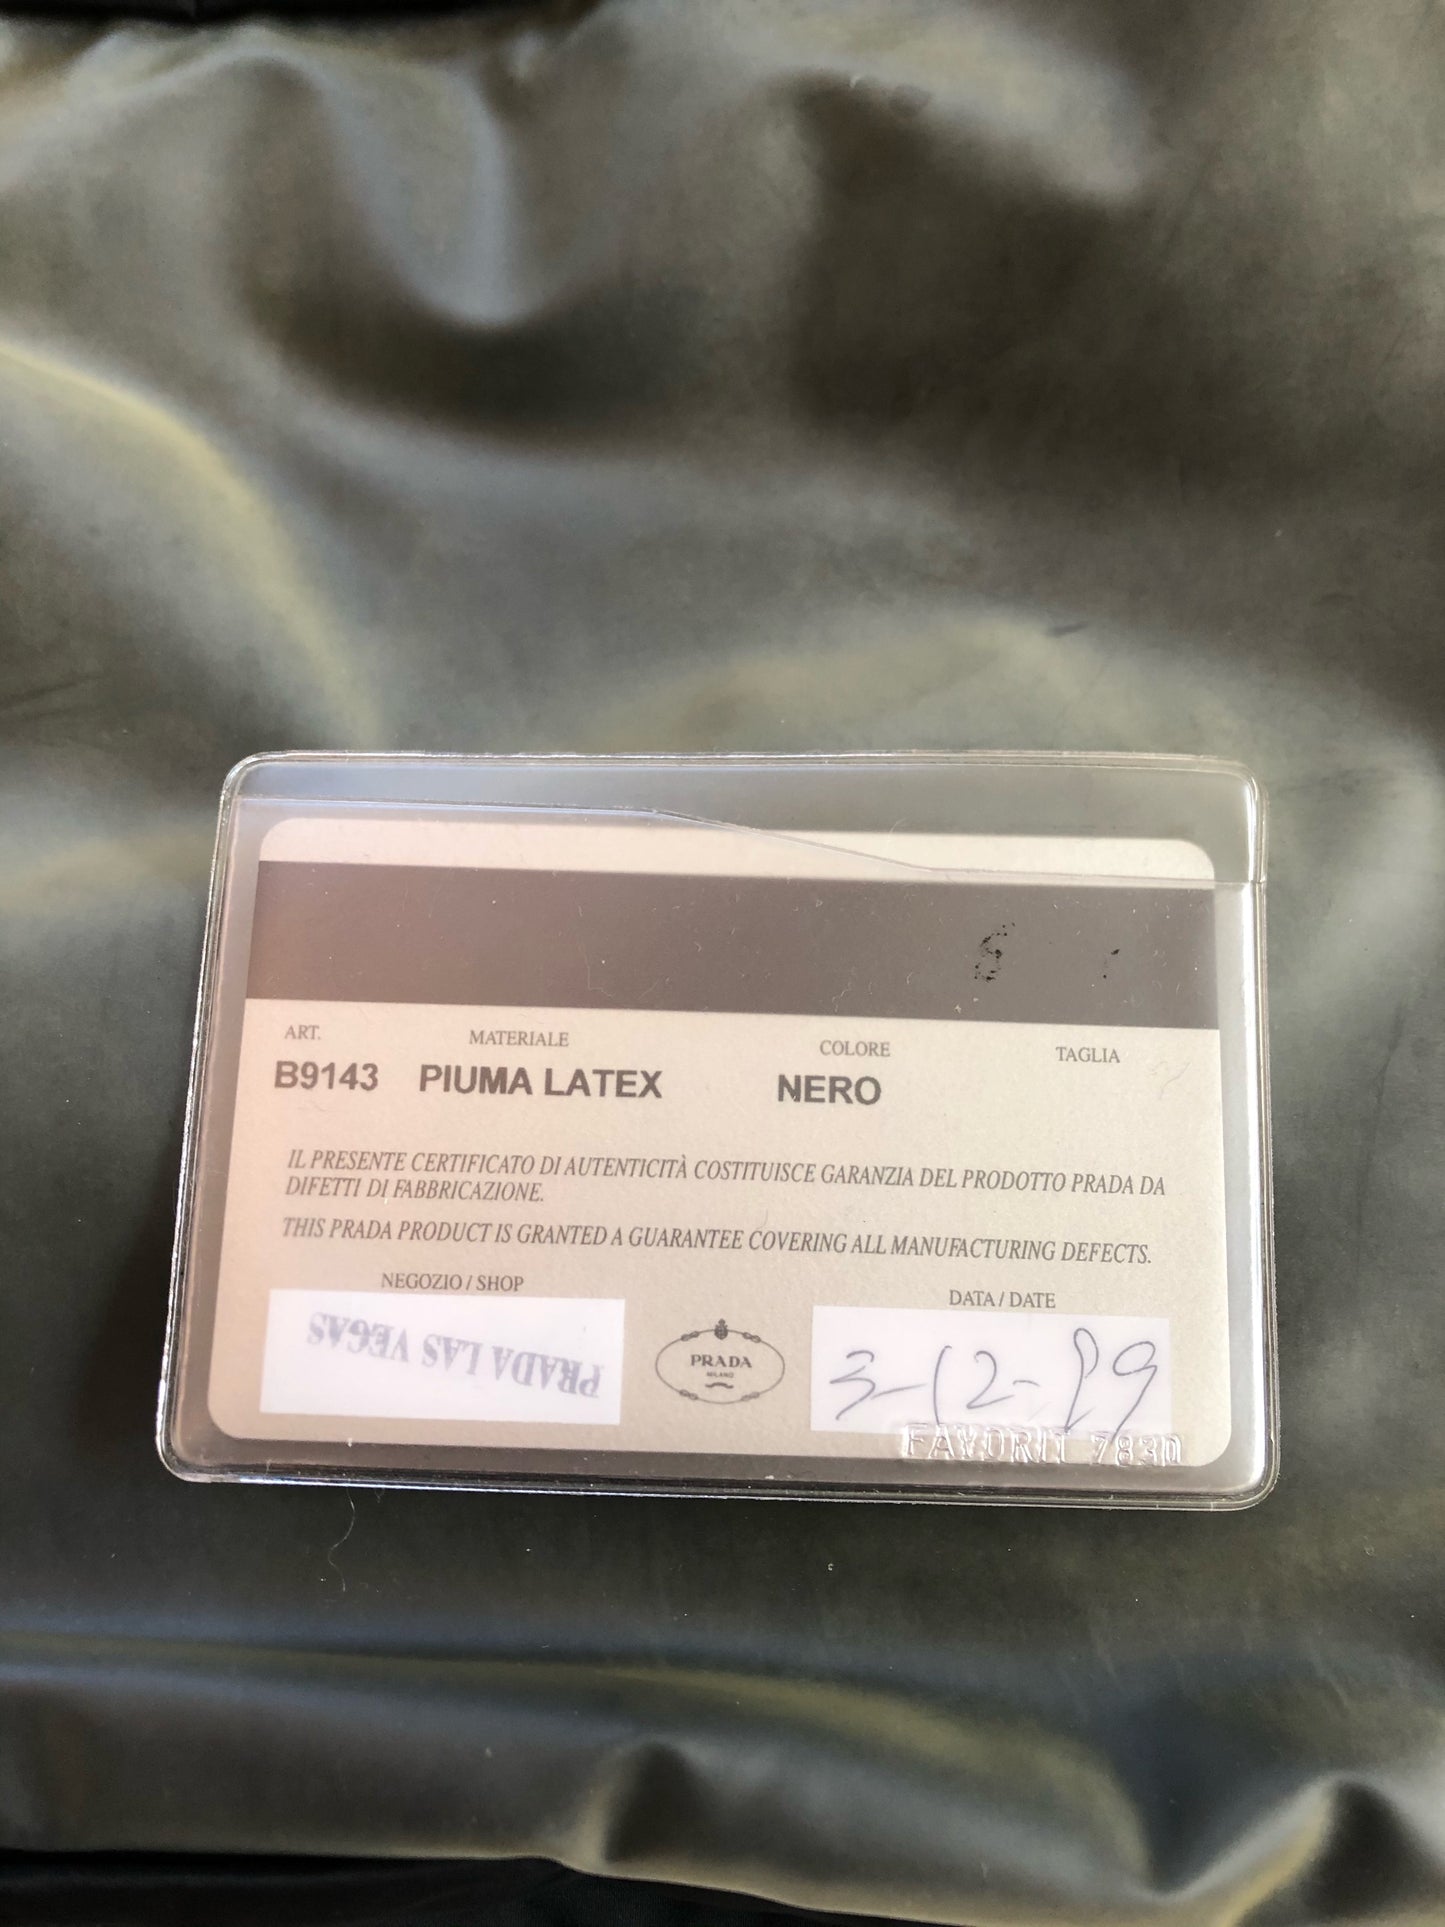 ART. MATERIALE COLORE TAGLIA
B9143 PIUMA LATEX NERO
IL PRESENTE CERTIFICATO DI AUTENTICITÀ COSTITUISCE GARANZIA DEL PRODOTTO PRADA DA
DIFETTI DI FABBRICAZIONE.
THIS PRADA PRODUCT IS GRANTED A GUARANTEE COVERING ALL MANUFACTURING DEFECTS.
NEGOZIO / SHOP
PRADA LAS VEGAS
PRADA
MILANO
DATA / DATE
3-12-99
FAVORIT 7830